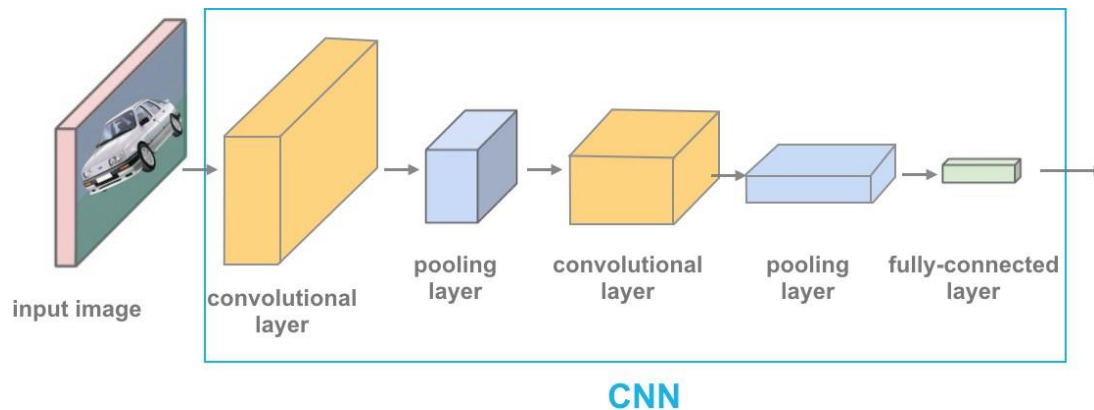 input image
convolutional
layer
pooling
layer
convolutional
layer
pooling
layer
fully-connected
layer
CNN